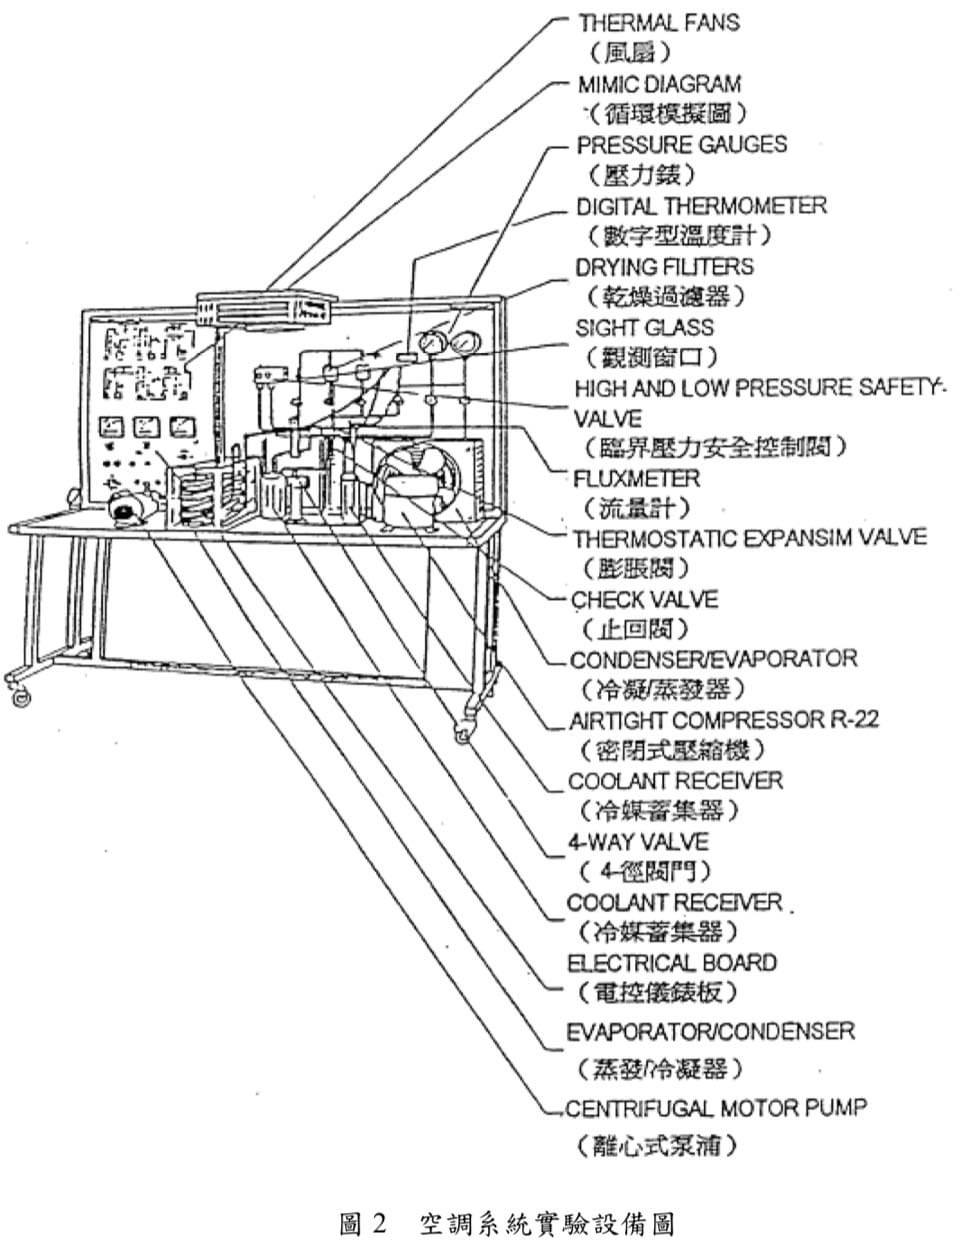 THERMAL FANS
（風扇）
MIMIC DIAGRAM
（循環模擬圖）
PRESSURE GAUGES
（壓力錶）
DIGITAL THERMOMETER
（數字型溫度計）
DRYING FILITERS
（乾燥過濾器）
SIGHT GLASS
（觀測窗口）
HIGH AND LOW PRESSURE SAFETY-
VALVE
（臨界壓力安全控制閥）
FLUXMETER
（流量計）
THERMOSTATIC EXPANSIM VALVE
（膨脹閥）
CHECK VALVE
（止回閥）
CONDENSER/EVAPORATOR
（冷凝/蒸發器）
AIRTIGHT COMPRESSOR R-22
（密閉式壓縮機）
COOLANT RECEIVER
（冷媒蓄集器）
4-WAY VALVE
（4-徑閥門）
COOLANT RECEIVER
（冷媒蓄集器）
ELECTRICAL BOARD
（電控儀錶板）
EVAPORATOR/CONDENSER
（蒸發/冷凝器）
CENTRIFUGAL MOTOR PUMP
（離心式泵浦）
圖 2 空調系統實驗設備圖